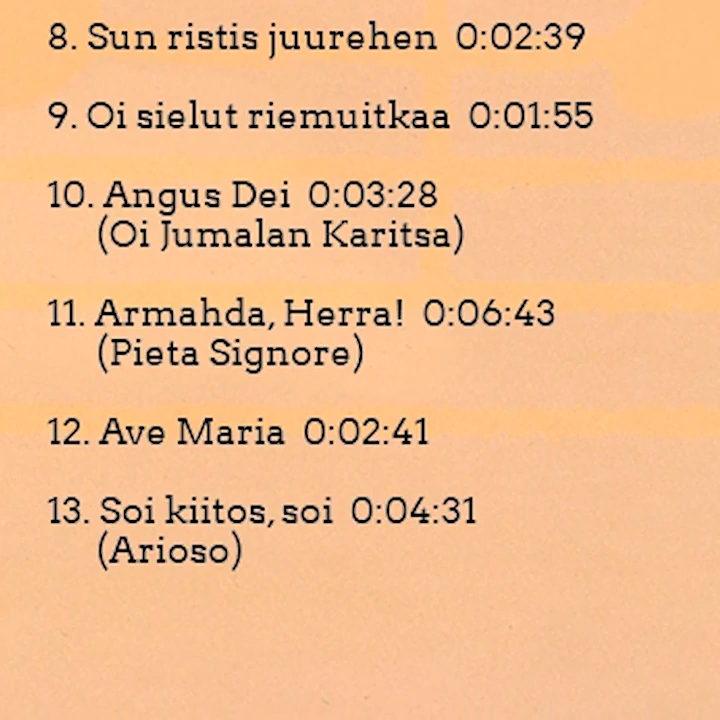 8. Sun ristis juurehen 0:02:39
9. Oi sielut riemuitkaa 0:01:55
10. Angus Dei 0:03:28
(Oi Jumalan Karitsa)
11. Armahda, Herra! 0:06:43
(Pieta Signore)
12. Ave Maria 0:02:41
13. Soi kiitos, soi 0:04:31
(Arioso)